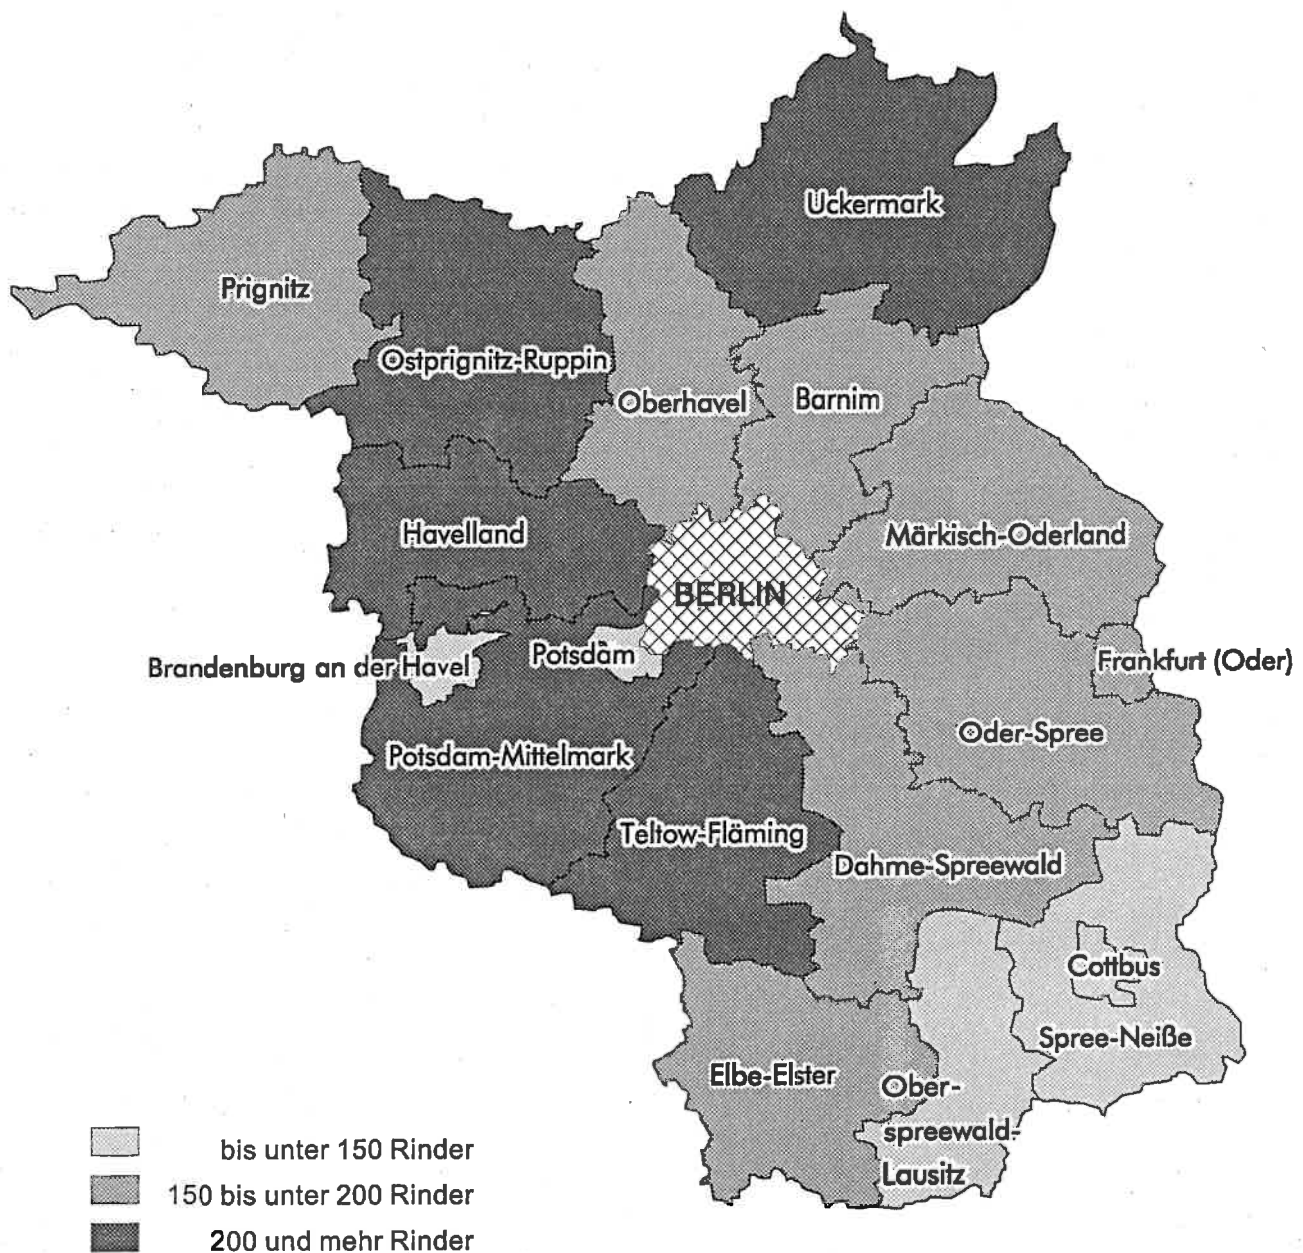 Uckermark
Prignitz
Ostprignitz-Ruppin
Oberhavel
Barnim
Havelland
Märkisch-Oderland
BERLIN
Brandenburg an der Havel
Potsdam
Frankfurt (Oder)
Oder-Spree
Potsdam-Mittelmark
Teltow-Fläming
Dahme-Spreewald
Cottbus
Spree-Neiße
Elbe-Elster
Ober-
spreewald-
Lausitz
bis unter 150 Rinder
150 bis unter 200 Rinder
200 und mehr Rinder